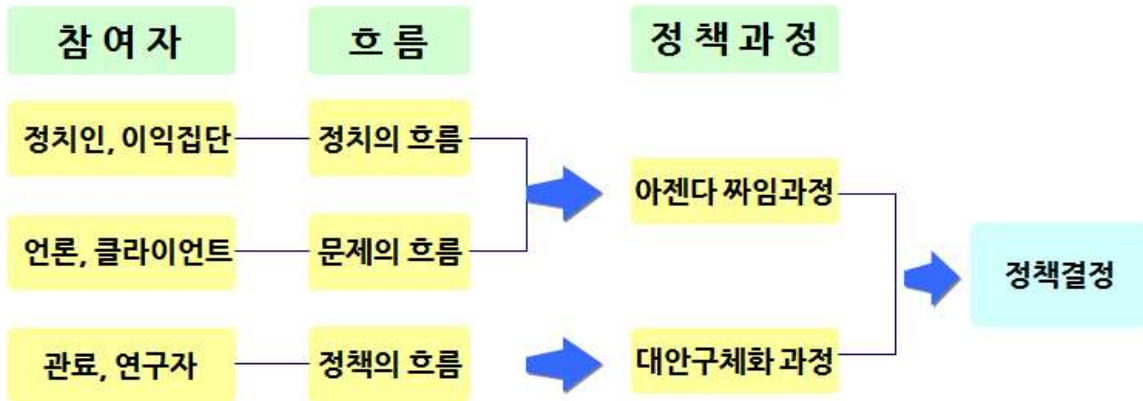 참 여 자
흐 름
정 책 과 정
정치인, 이익집단
정치의 흐름
아젠다 짜임과정
언론, 클라이언트
문제의 흐름
정책결정
관료, 연구자
정책의 흐름
대안구체화 과정